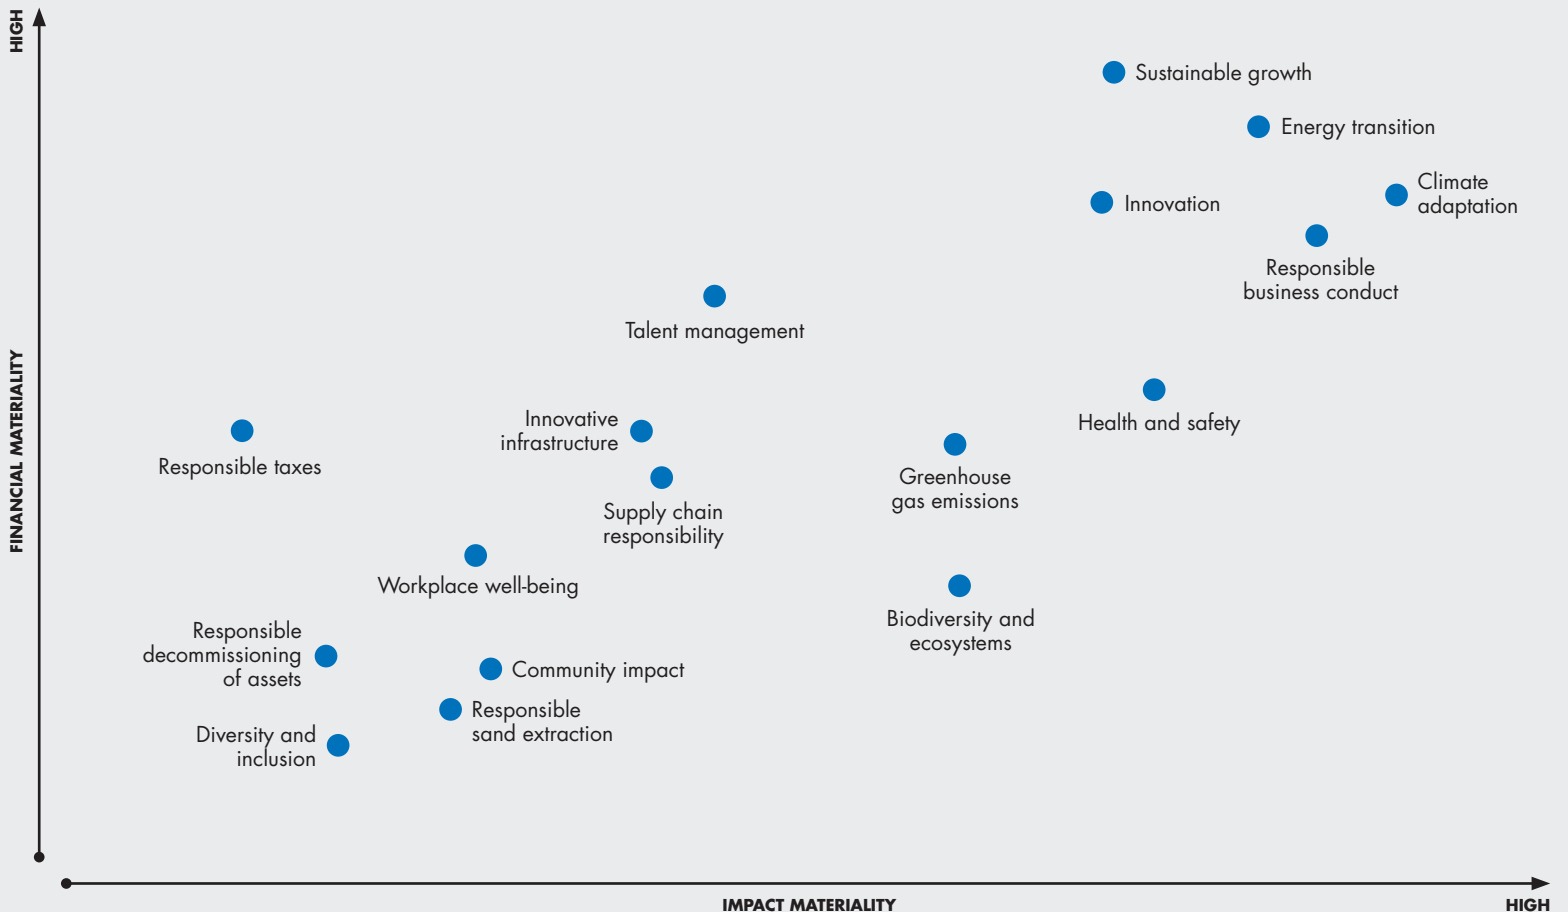 HIGH
FINANCIAL MATERIALITY
Sustainable growth
Energy transition
Climate
adaptation
Innovation
Responsible
business conduct
Talent management
Health and safety
Innovative
infrastructure
Responsible taxes
Greenhouse
gas emissions
Supply chain
responsibility
Workplace well-being
Biodiversity and
ecosystems
Responsible
decommissioning
of assets
Community impact
Responsible
sand extraction
Diversity and
inclusion
IMPACT MATERIALITY
HIGH